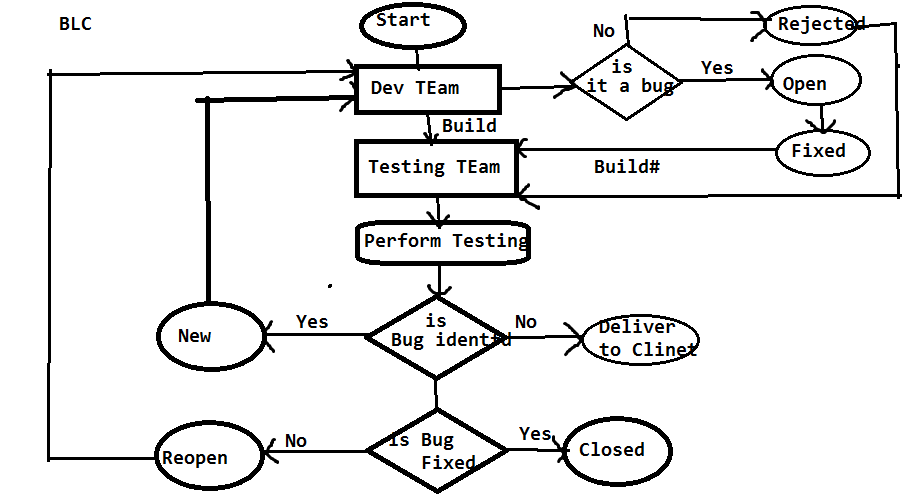 BLC
Start
No
Rejected
is
it a bug
Yes
Open
Dev TEam
Build
Fixed
Testing TEam
Build#
Perform Testing
is
Bug identfd
Yes
No
New
Deliver
to Clinet
is Bug
Fixed
No
Yes
Reopen
Closed